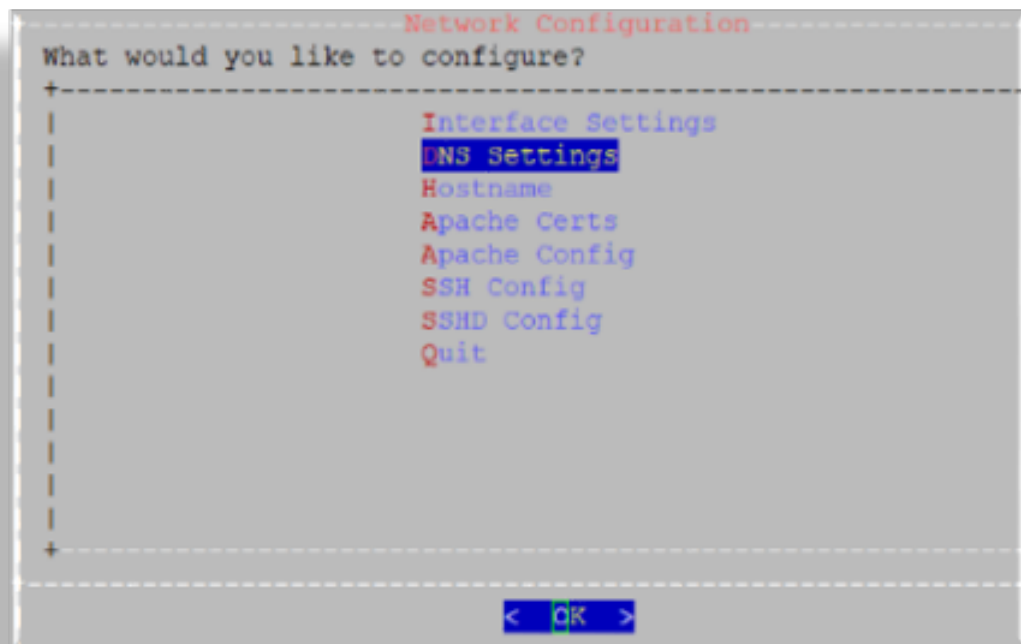 Network Configuration
What would you like to configure?
Interface Settings
DNS Settings
Hostname
Apache Certs
Apache Config
SSH Config
SSHD Config
Quit
< OK >